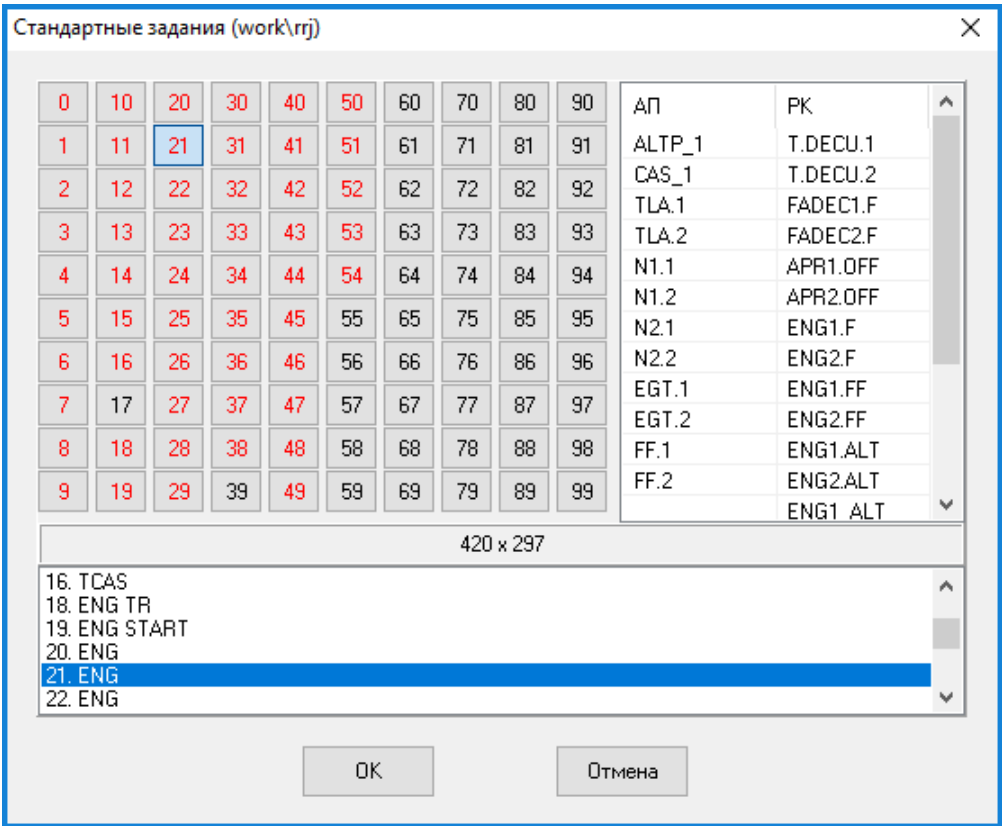 Стандартные задания (work\rrj)
0 10 20 30 40 50 60 70 80 90
1 11 21 31 41 51 61 71 81 91
2 12 22 32 42 52 62 72 82 92
3 13 23 33 43 53 63 73 83 93
4 14 24 34 44 54 64 74 84 94
5 15 25 35 45 55 65 75 85 95
6 16 26 36 46 56 66 76 86 96
7 17 27 37 47 57 67 77 87 97
8 18 28 38 48 58 68 78 88 98
9 19 29 39 49 59 69 79 89 99
АП РК
ALTP_1 T.DECU.1
CAS_1 T.DECU.2
TLA.1 FADEC1.F
TLA.2 FADEC2.F
N1.1 APR1.OFF
N1.2 APR2.OFF
N2.1 ENG1.F
N2.2 ENG2.F
EGT.1 ENG1.FF
EGT.2 ENG2.FF
FF.1 ENG1.ALT
FF.2 ENG2.ALT
ENG1_ALT
420 x 297
16. TCAS
18. ENG TR
19. ENG START
20. ENG
21. ENG
22. ENG
OK Отмена